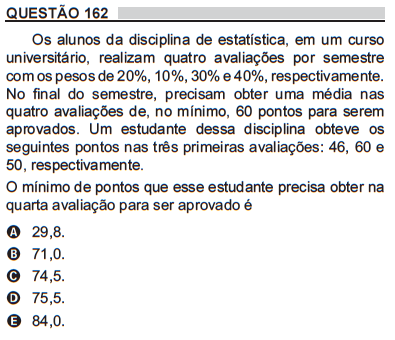 QUESTÃO 162
Os alunos da disciplina de estatística, em um curso
universitário, realizam quatro avaliações por semestre
com os pesos de 20%, 10%, 30% e 40%, respectivamente.
No final do semestre, precisam obter uma média nas
quatro avaliações de, no mínimo, 60 pontos para serem
aprovados. Um estudante dessa disciplina obteve os
seguintes pontos nas três primeiras avaliações: 46, 60 e
50, respectivamente.
O mínimo de pontos que esse estudante precisa obter na
quarta avaliação para ser aprovado é
A 29,8.
B 71,0.
C 74,5.
D 75,5.
E 84,0.